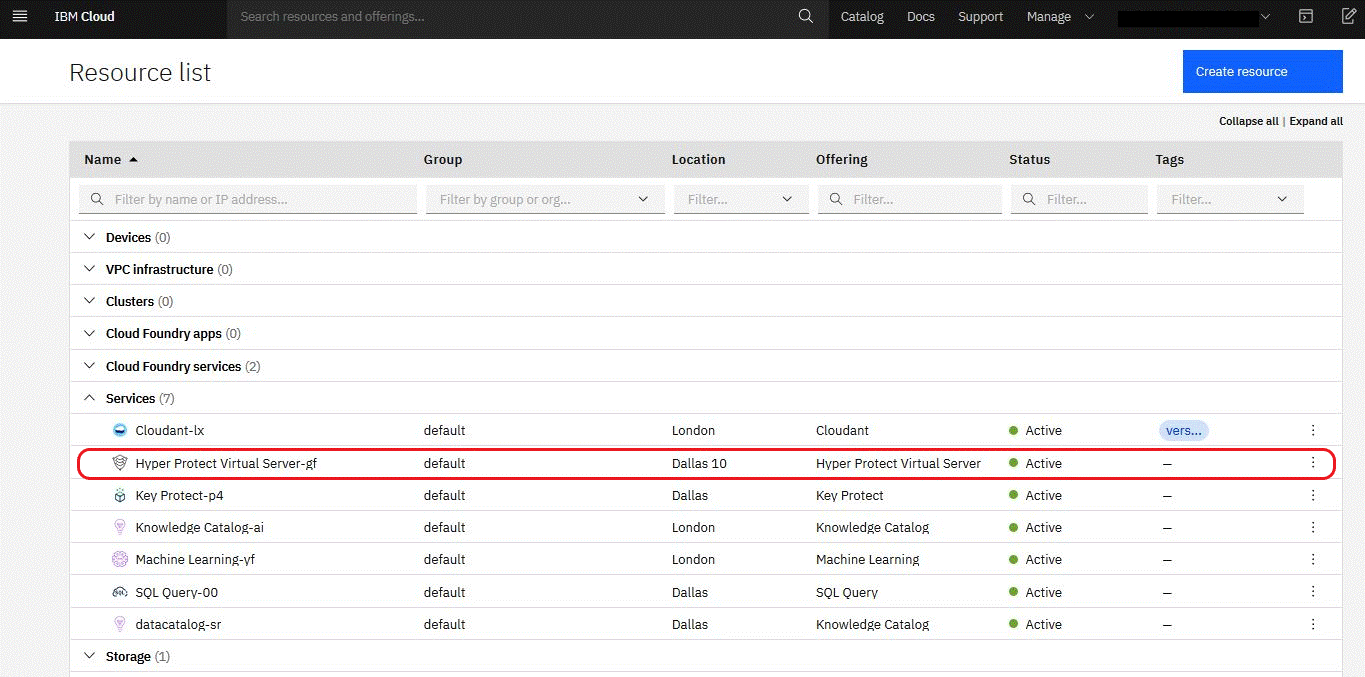 IBM Cloud Search resources and offerings... Catalog Docs Support Manage
Resource list
Create resource
Collapse all | Expand all
Name Group Location Offering Status Tags
Filter by name or IP address... Filter by group or org... Filter... Filter... Filter... Filter...
Devices (0)
VPC infrastructure (0)
Clusters (0)
Cloud Foundry apps (0)
Cloud Foundry services (2)
Services (7)
Cloudant-lx default London Cloudant Active vers...
Hyper Protect Virtual Server-gf default Dallas 10 Hyper Protect Virtual Server Active –
Key Protect-p4 default Dallas Key Protect Active –
Knowledge Catalog-ai default London Knowledge Catalog Active –
Machine Learning-yf default London Machine Learning Active –
SQL Query-00 default Dallas SQL Query Active –
datacatalog-sr default Dallas Knowledge Catalog Active –
Storage (1)